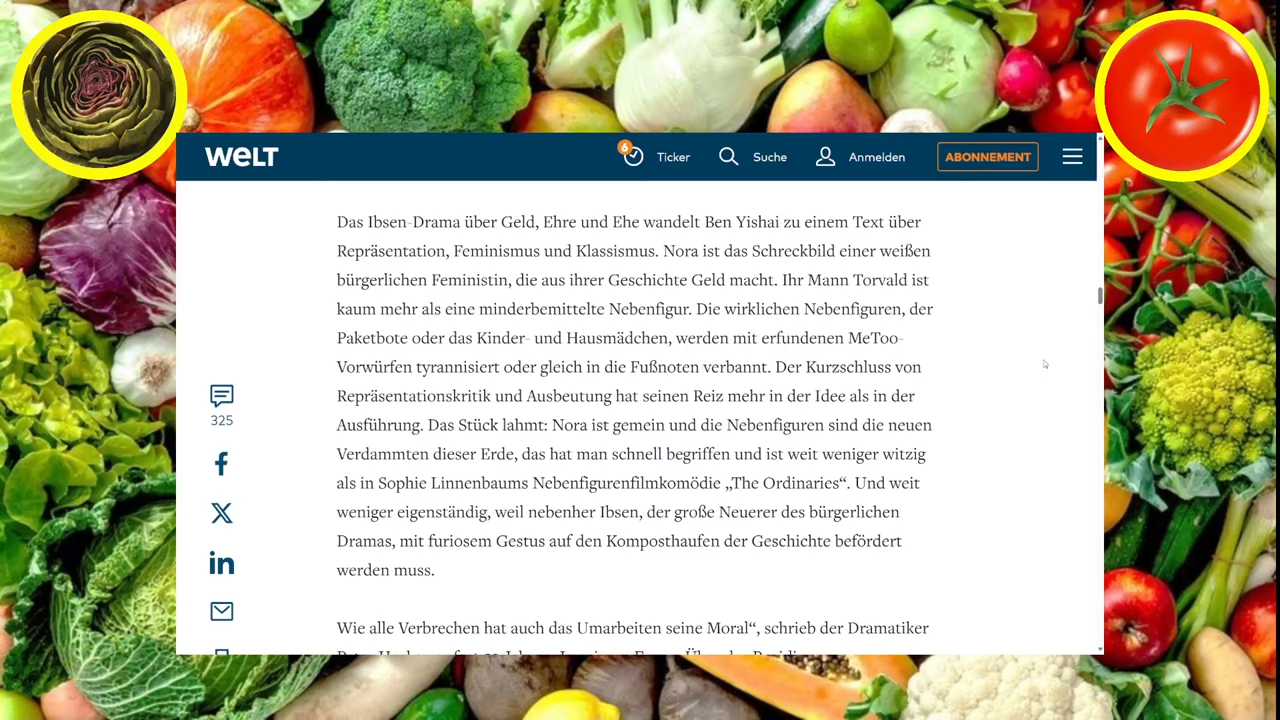 WELT
6
Ticker
Suche
Anmelden
ABONNEMENT
Das Ibsen-Drama über Geld, Ehre und Ehe wandelt Ben Yishai zu einem Text über
Repräsentation, Feminismus und Klassismus. Nora ist das Schreckbild einer weißen
bürgerlichen Feministin, die aus ihrer Geschichte Geld macht. Ihr Mann Torvald ist
kaum mehr als eine minderbemittelte Nebenfigur. Die wirklichen Nebenfiguren, der
Paketbote oder das Kinder- und Hausmädchen, werden mit erfundenen MeToo-
Vorwürfen tyrannisiert oder gleich in die Fußnoten verbannt. Der Kurzschluss von
Repräsentationskritik und Ausbeutung hat seinen Reiz mehr in der Idee als in der
Ausführung. Das Stück lahmt: Nora ist gemein und die Nebenfiguren sind die neuen
Verdammten dieser Erde, das hat man schnell begriffen und ist weit weniger witzig
als in Sophie Linnenbaums Nebenfigurenfilmkomödie „The Ordinaries“. Und weit
weniger eigenständig, weil nebenher Ibsen, der große Neuerer des bürgerlichen
Dramas, mit furiosem Gestus auf den Komposthaufen der Geschichte befördert
werden muss.
325
Wie alle Verbrechen hat auch das Umarbeiten seine Moral“, schrieb der Dramatiker